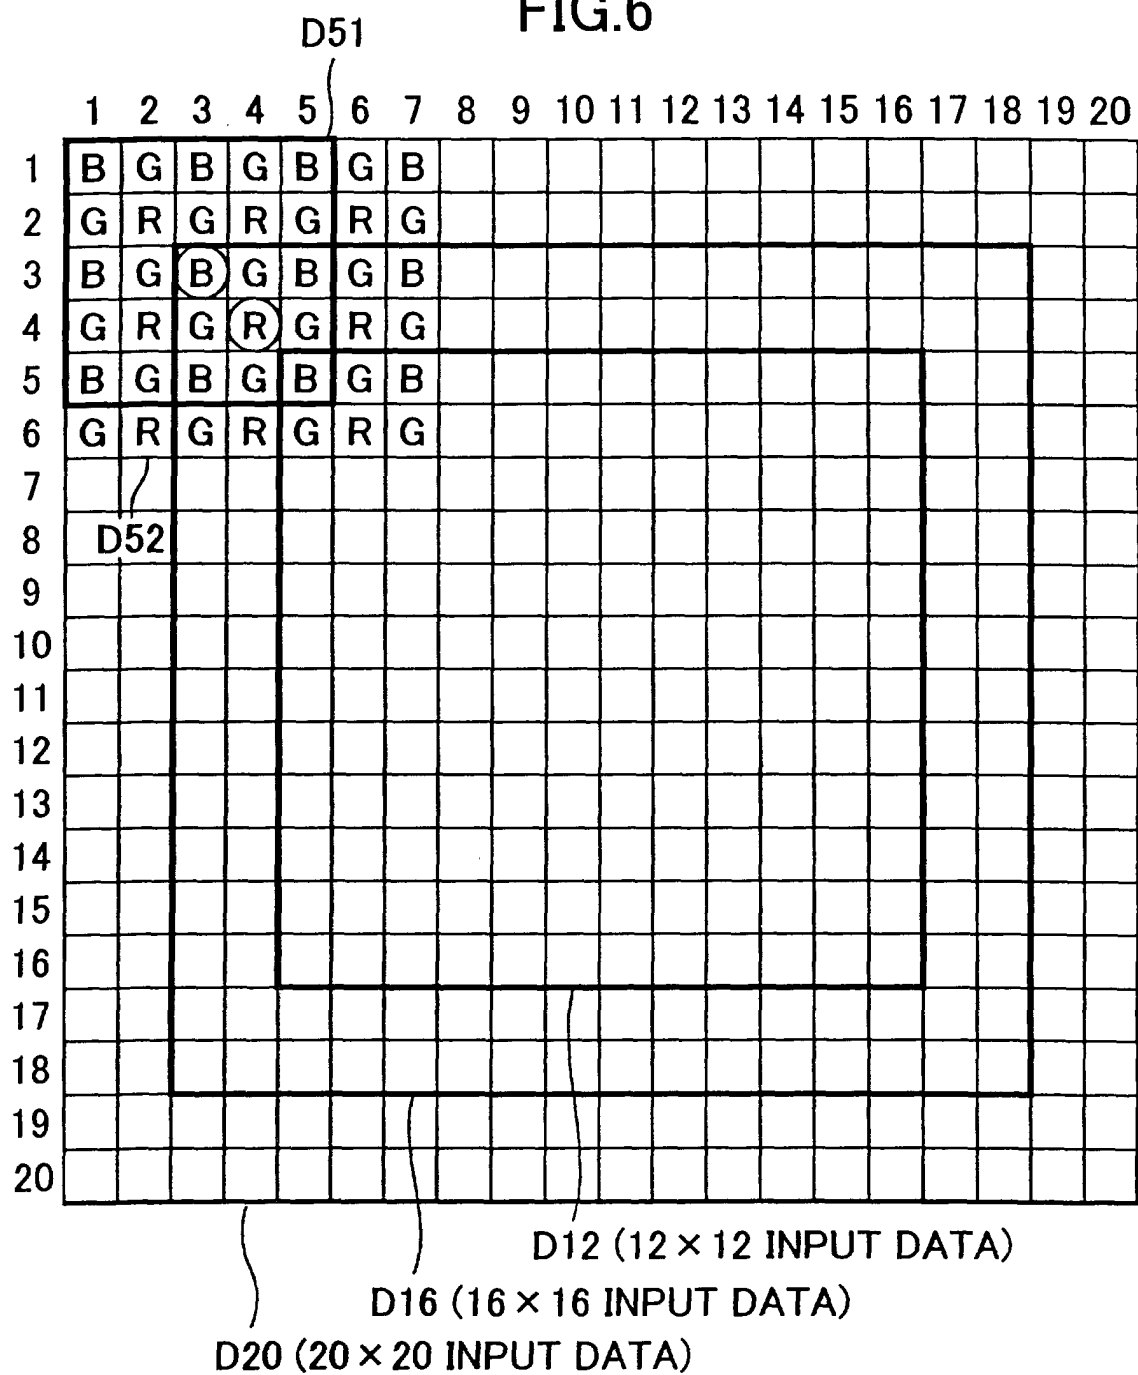 FIG.6
D51
1 2 3 4 5 6 7 8 9 10 11 12 13 14 15 16 17 18 19 20
1 B G B G B G B
2 G R G R G R G
3 B G B G B G B
4 G R G R G R G
5 B G B G B G B
6 G R G R G R G
7
8 D52
9
10
11
12
13
14
15
16
17
18
19
20
D12 (12 × 12 INPUT DATA)
D16 (16 × 16 INPUT DATA)
D20 (20 × 20 INPUT DATA)